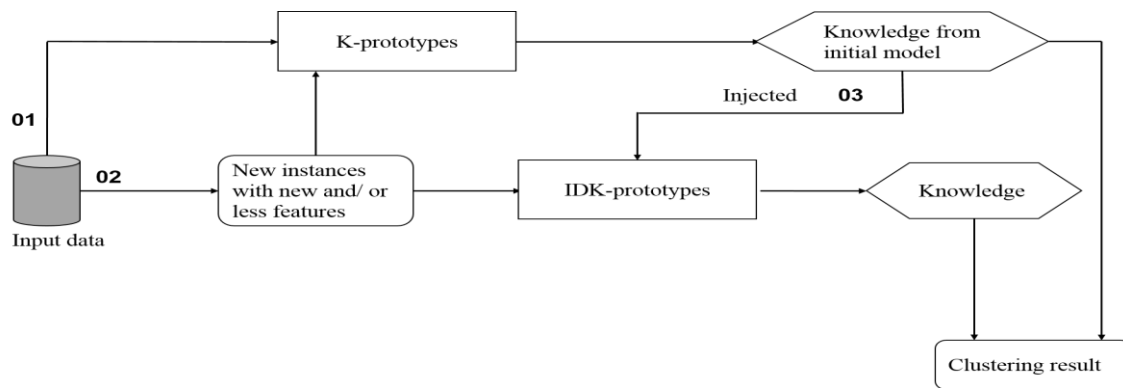 K-prototypes
Knowledge from
initial model
Injected 03
01
02
New instances
with new and/ or
less features
IDK-prototypes
Knowledge
Input data
Clustering result